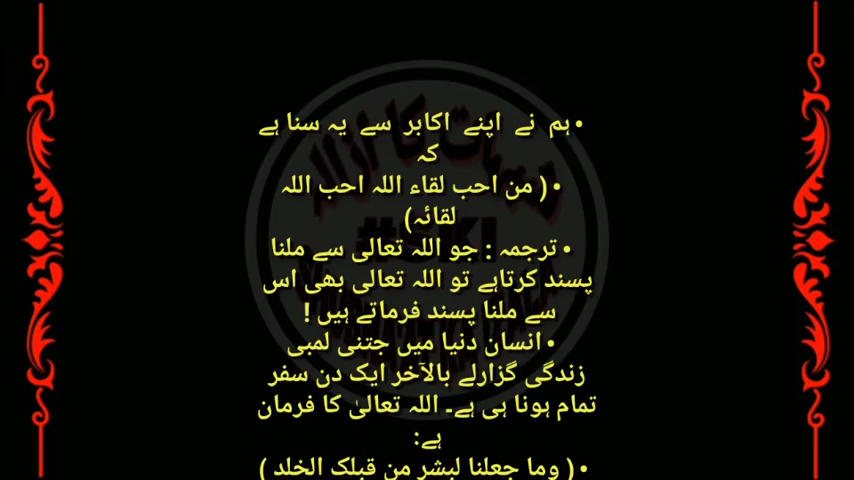 • ہم نے اپنے اکابر سے یہ سنا ہے
کہ
• ( من احب لقاء اللہ احب اللہ
لقائہ)
• ترجمہ : جو اللہ تعالی سے ملنا
پسند کرتاہے تو اللہ تعالی بھی اس
سے ملنا پسند فرماتے ہیں !
• انسان دنیا میں جتنی لمبی
زندگی گزارلے بالآخر ایک دن سفر
تمام ہونا ہی ہے۔ اللہ تعالیٰ کا فرمان
ہے:
• ( وما جعلنا لبشر من قبلک الخلد )